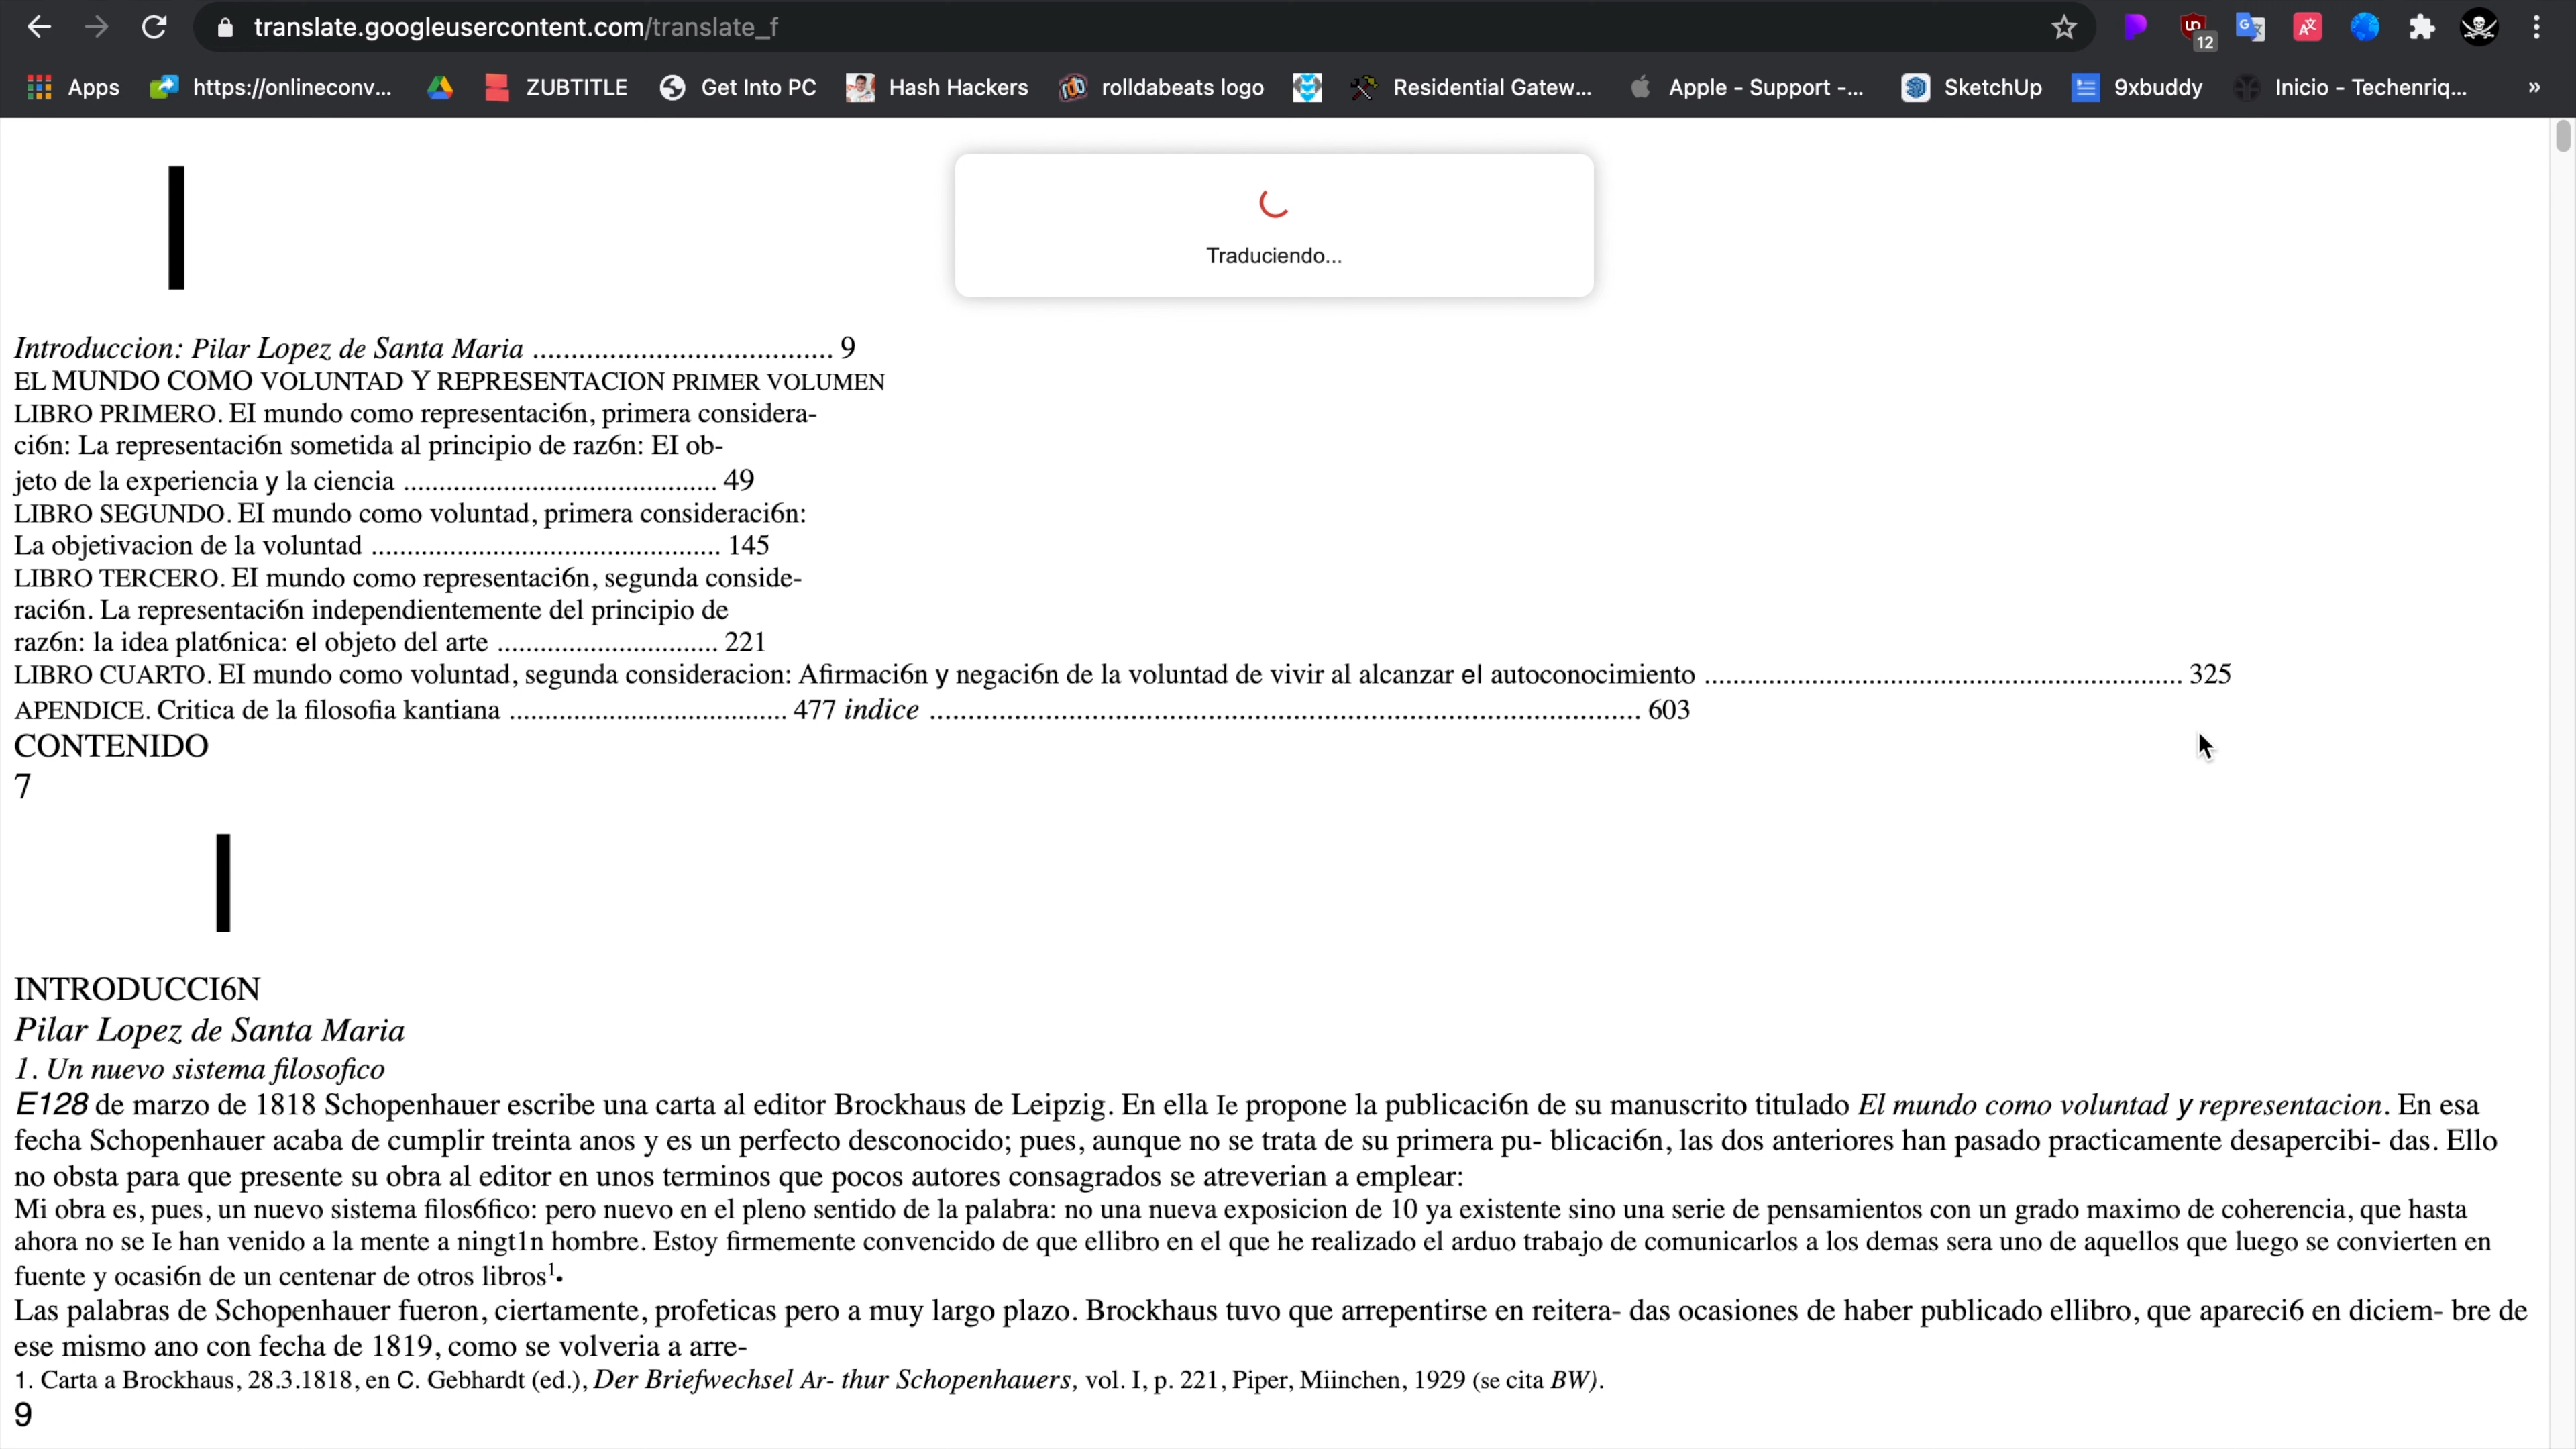 translate.googleusercontent.com/translate_f
12
Apps
https://onlineconv...
ZUBTITLE
Get Into PC
Hash Hackers
rolldabeats logo
Residential Gatew...
Apple - Support -...
SketchUp
9xbuddy
Inicio - Techenriq...
»
Traduciendo...
Introduccion: Pilar Lopez de Santa Maria ....................................... 9
EL MUNDO COMO VOLUNTAD Y REPRESENTACION PRIMER VOLUMEN
LIBRO PRIMERO. EI mundo como representaci6n, primera considera-
ci6n: La representaci6n sometida al principio de raz6n: EI ob-
jeto de la experiencia y la ciencia ............................................ 49
LIBRO SEGUNDO. EI mundo como voluntad, primera consideraci6n:
La objetivacion de la voluntad ................................................ 145
LIBRO TERCERO. EI mundo como representaci6n, segunda conside-
raci6n. La representaci6n independientemente del principio de
raz6n: la idea plat6nica: el objeto del arte ............................... 221
LIBRO CUARTO. EI mundo como voluntad, segunda consideracion: Afirmaci6n y negaci6n de la voluntad de vivir al alcanzar el autoconocimiento .................................................................. 325
APENDICE. Critica de la filosofia kantiana ....................................... 477 indice ............................................................................................ 603
CONTENIDO
7
INTRODUCCI6N
Pilar Lopez de Santa Maria
1. Un nuevo sistema filosofico
E128 de marzo de 1818 Schopenhauer escribe una carta al editor Brockhaus de Leipzig. En ella Ie propone la publicaci6n de su manuscrito titulado El mundo como voluntad y representacion. En esa
fecha Schopenhauer acaba de cumplir treinta anos y es un perfecto desconocido; pues, aunque no se trata de su primera pu- blicaci6n, las dos anteriores han pasado practicamente desapercibi- das. Ello
no obsta para que presente su obra al editor en unos terminos que pocos autores consagrados se atreverian a emplear:
Mi obra es, pues, un nuevo sistema filos6fico: pero nuevo en el pleno sentido de la palabra: no una nueva exposicion de 10 ya existente sino una serie de pensamientos con un grado maximo de coherencia, que hasta
ahora no se Ie han venido a la mente a ningt1n hombre. Estoy firmemente convencido de que ellibro en el que he realizado el arduo trabajo de comunicarlos a los demas sera uno de aquellos que luego se convierten en
fuente y ocasi6n de un centenar de otros libros1•
Las palabras de Schopenhauer fueron, ciertamente, profeticas pero a muy largo plazo. Brockhaus tuvo que arrepentirse en reitera- das ocasiones de haber publicado ellibro, que apareci6 en diciem- bre de
ese mismo ano con fecha de 1819, como se volveria a arre-
1. Carta a Brockhaus, 28.3.1818, en C. Gebhardt (ed.), Der Briefwechsel Ar- thur Schopenhauers, vol. I, p. 221, Piper, Miinchen, 1929 (se cita BW).
9